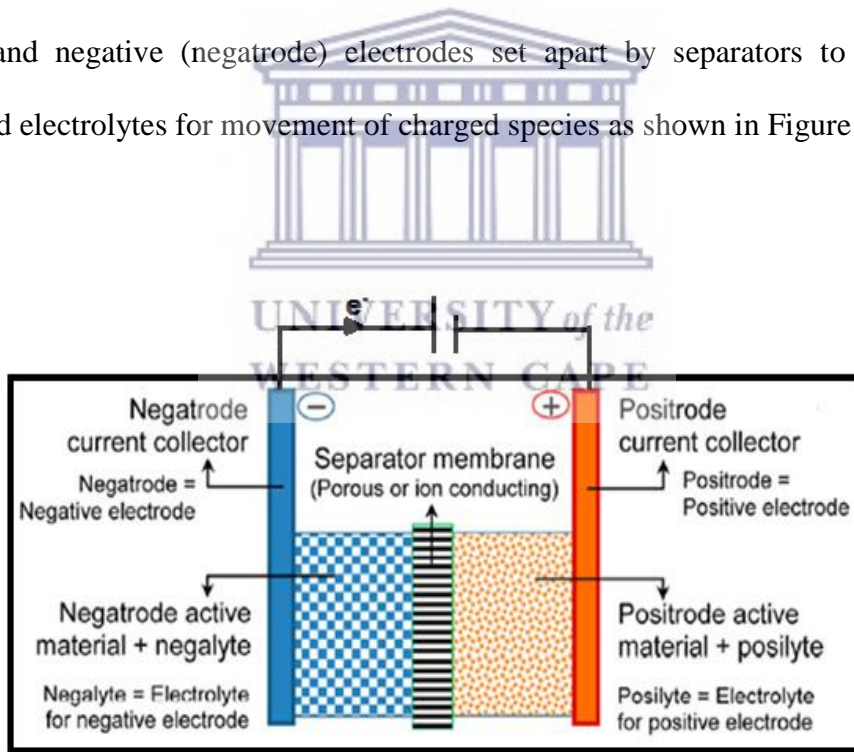 and negative (negatrode) electrodes set apart by separators to
d electrolytes for movement of charged species as shown in Figure
UNIVERSITY of the
WESTERN CAPE
e-
Negatrode
current collector
Negatrode =
Negative electrode
−
Separator membrane
(Porous or ion conducting)
+
Positrode
current collector
Positrode =
Positive electrode
Negatrode active
material + negalyte
Negalyte = Electrolyte
for negative electrode
Positrode active
material + posilyte
Posilyte = Electrolyte
for positive electrode